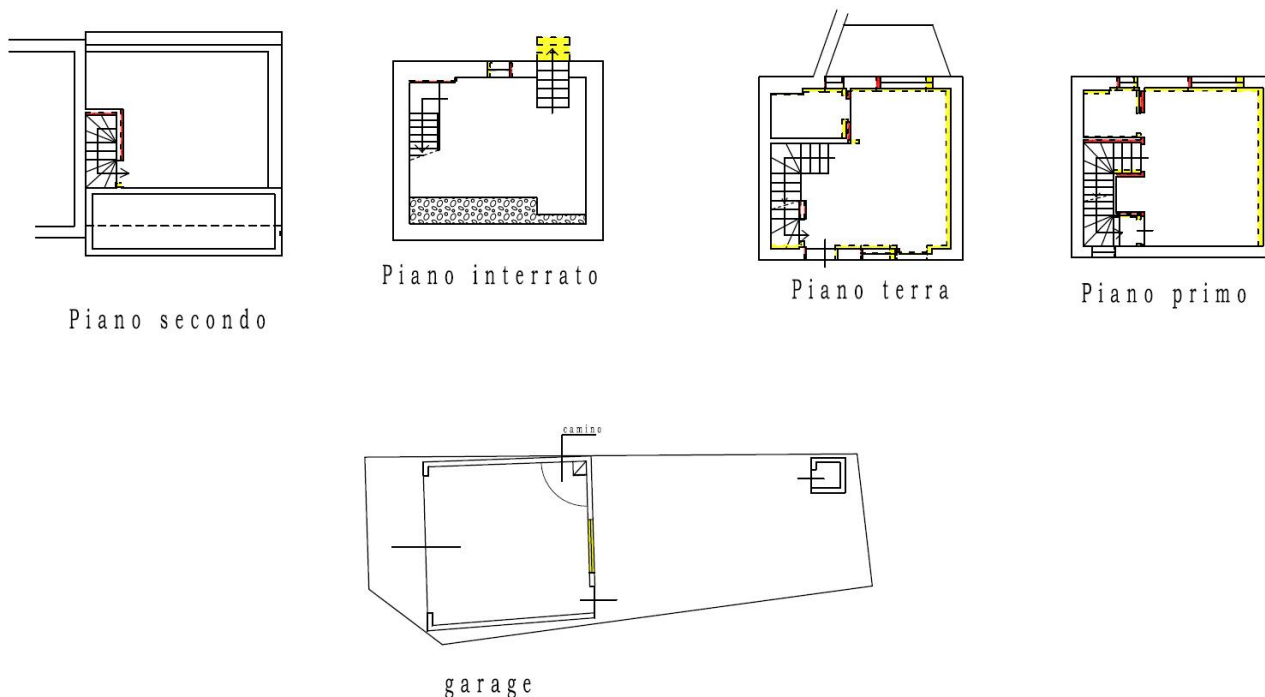 Piano secondo
Piano interrato
Piano terra
Piano primo
camino
garage